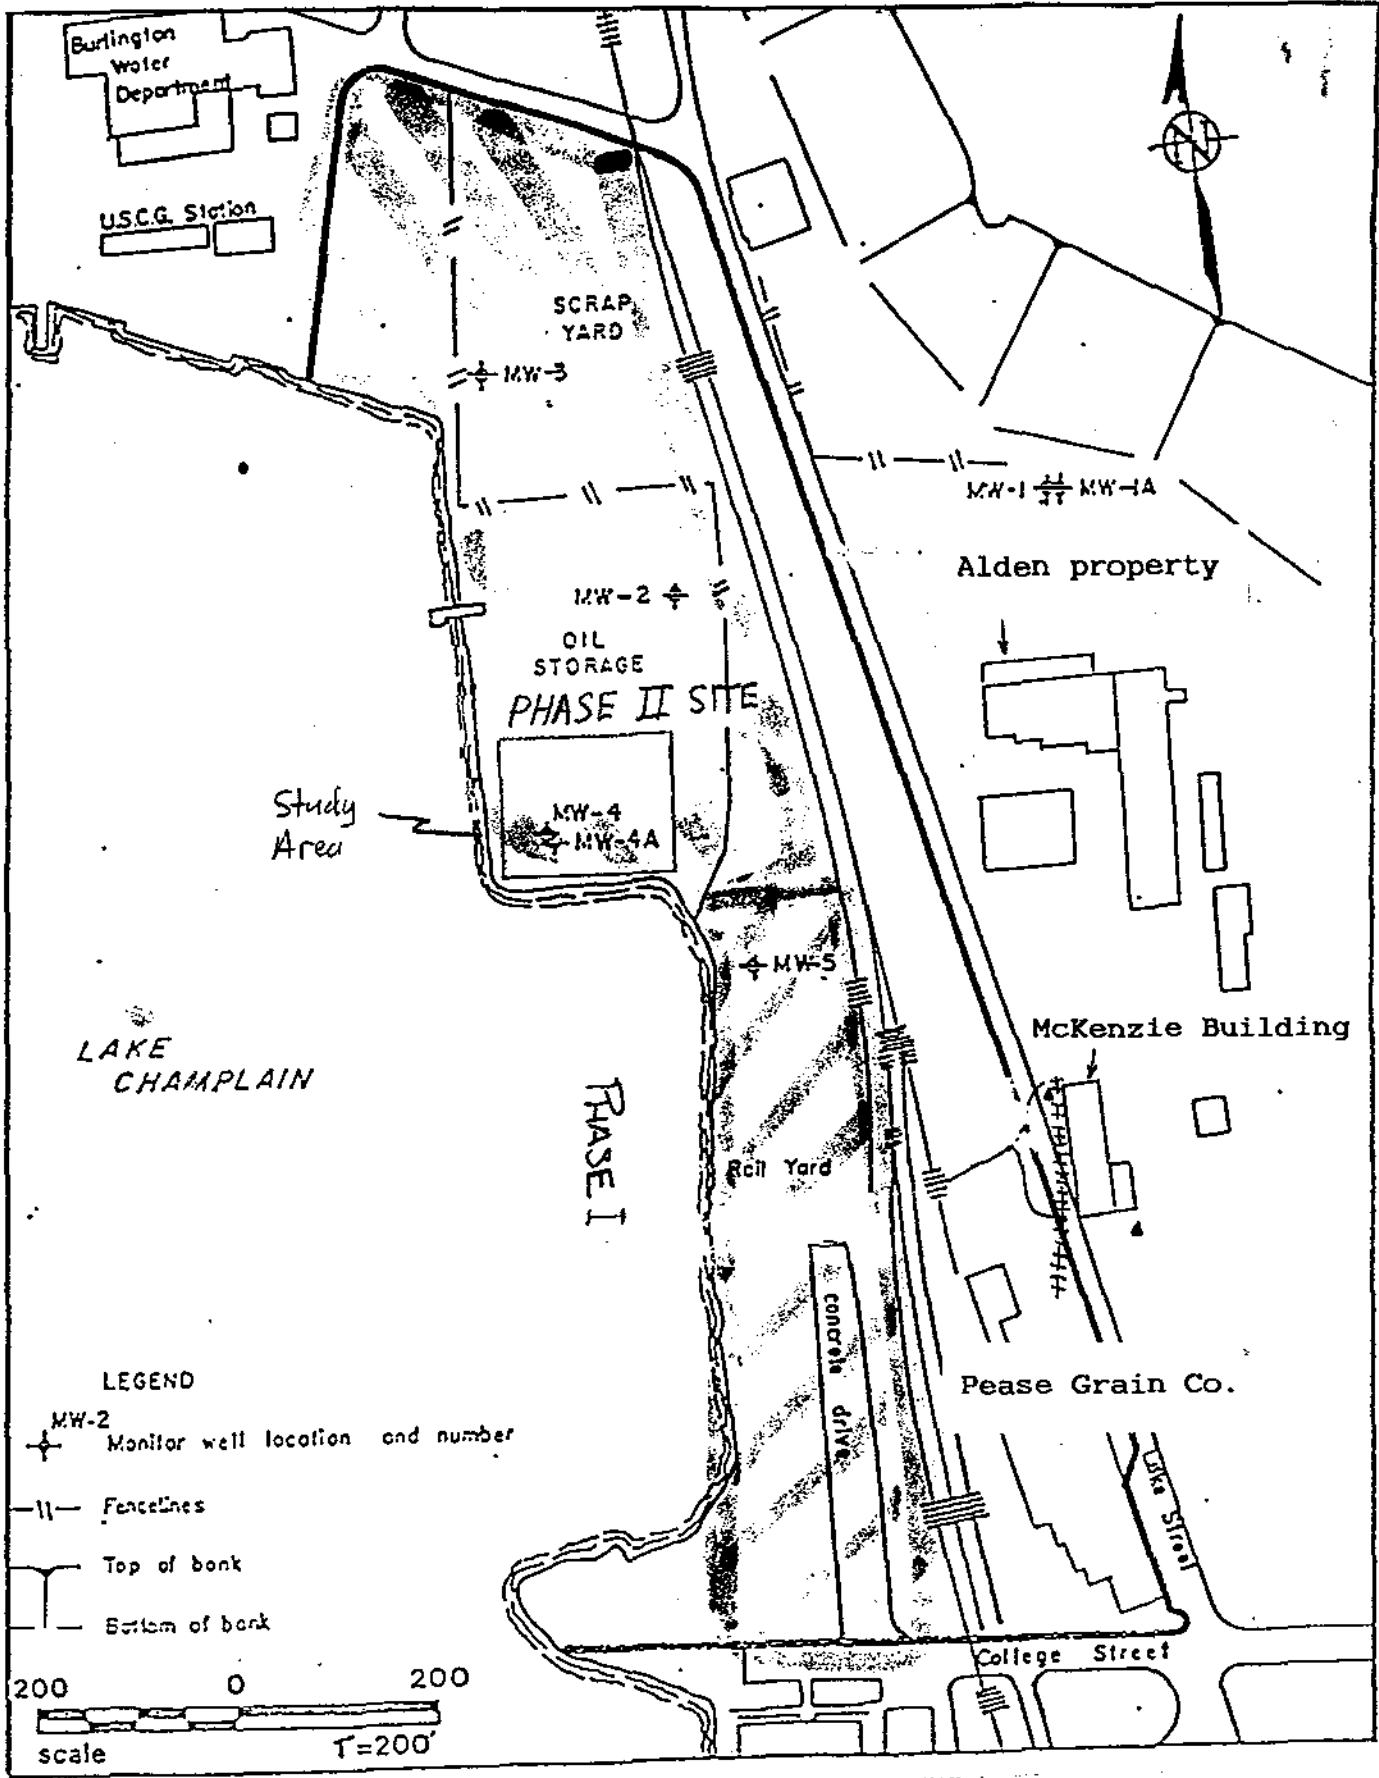 Burlington
Water
Department
U.S.C.G. Station
SCRAP
YARD
MW-3
MW-1
MW-1A
Alden property
MW-2
OIL
STORAGE
PHASE II SITE
Study
Area
MW-4
MW-4A
MW-5
McKenzie Building
LAKE
CHAMPLAIN
PHASE I
Rail Yard
concrete drive
Pease Grain Co.
Lake Street
College Street
LEGEND
MW-2
Monitor well location and number
Fencelines
Top of bank
Bottom of bank
200 0 200
scale
1"=200'